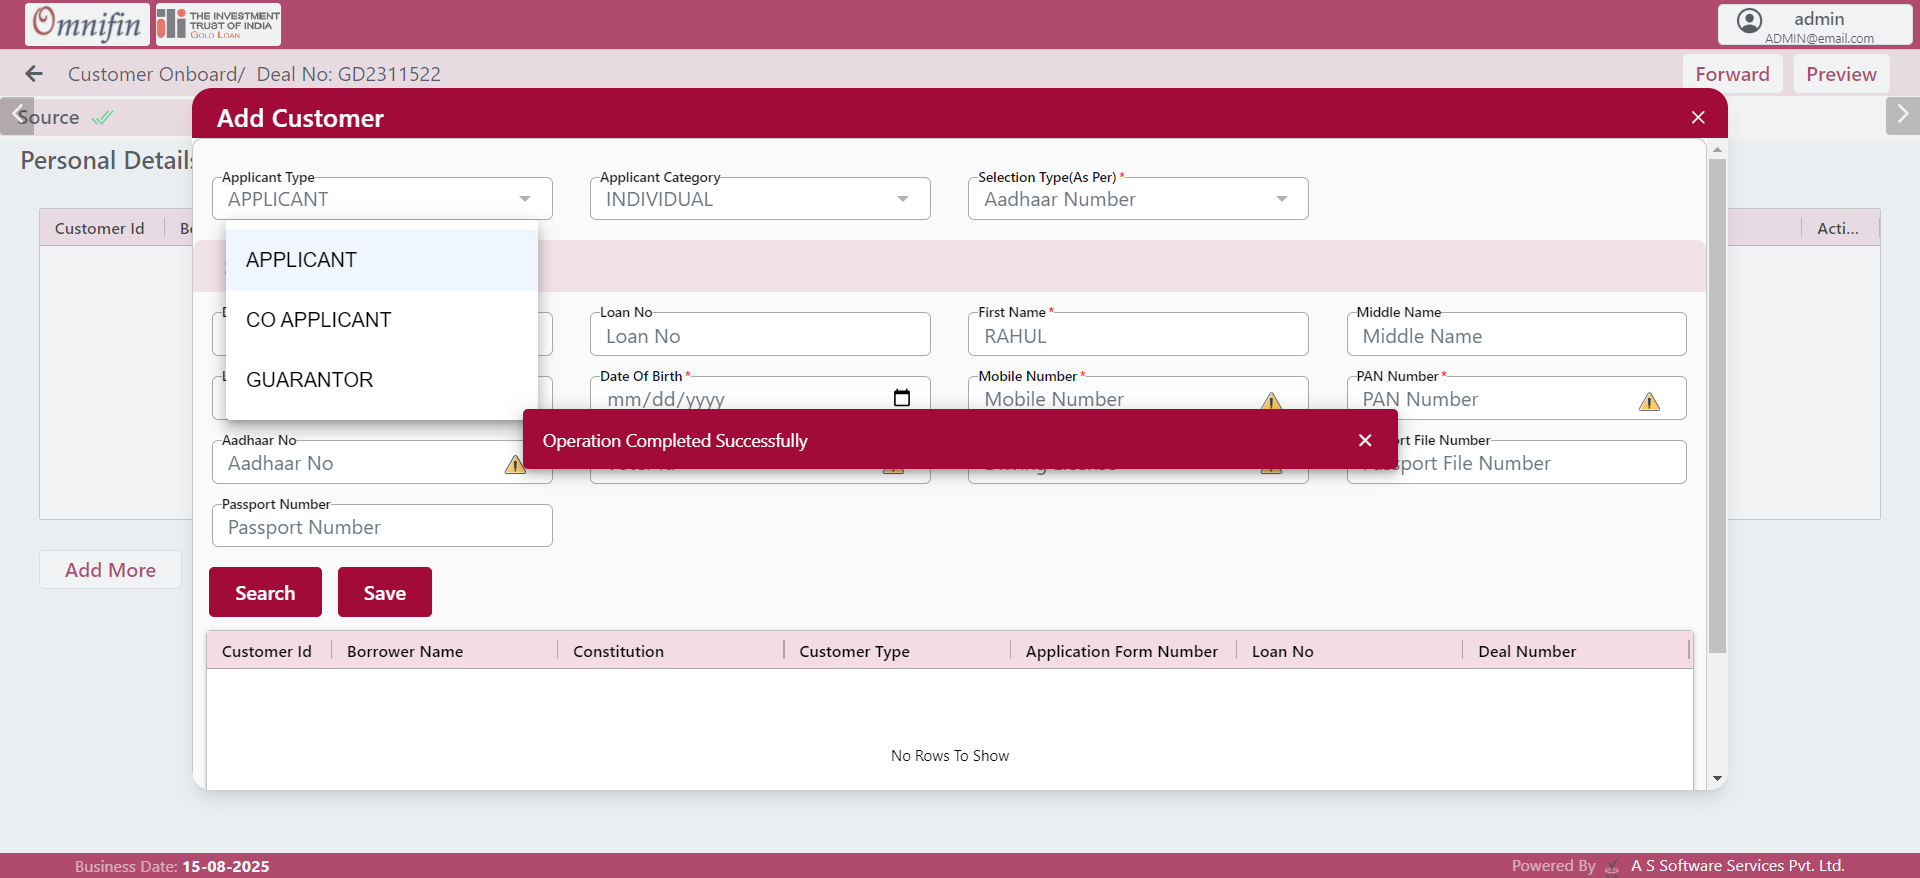 Omnifin
iti THE INVESTMENT
TRUST OF INDIA
GOLD LOAN
admin
ADMIN@email.com
Customer Onboard/ Deal No: GD2311522
Forward
Preview
Source
Add Customer
Personal Details
Applicant Type
APPLICANT
Applicant Category
INDIVIDUAL
Selection Type(As Per) *
Aadhaar Number
Customer Id
Acti...
APPLICANT
CO APPLICANT
GUARANTOR
Loan No
Loan No
First Name *
RAHUL
Middle Name
Middle Name
Date Of Birth *
mm/dd/yyyy
Mobile Number *
Mobile Number
PAN Number *
PAN Number
Operation Completed Successfully
Aadhaar No
Aadhaar No
rt File Number
Passport File Number
Passport Number
Passport Number
Add More
Search
Save
Customer Id
Borrower Name
Constitution
Customer Type
Application Form Number
Loan No
Deal Number
No Rows To Show
Business Date: 15-08-2025
Powered By A S Software Services Pvt. Ltd.